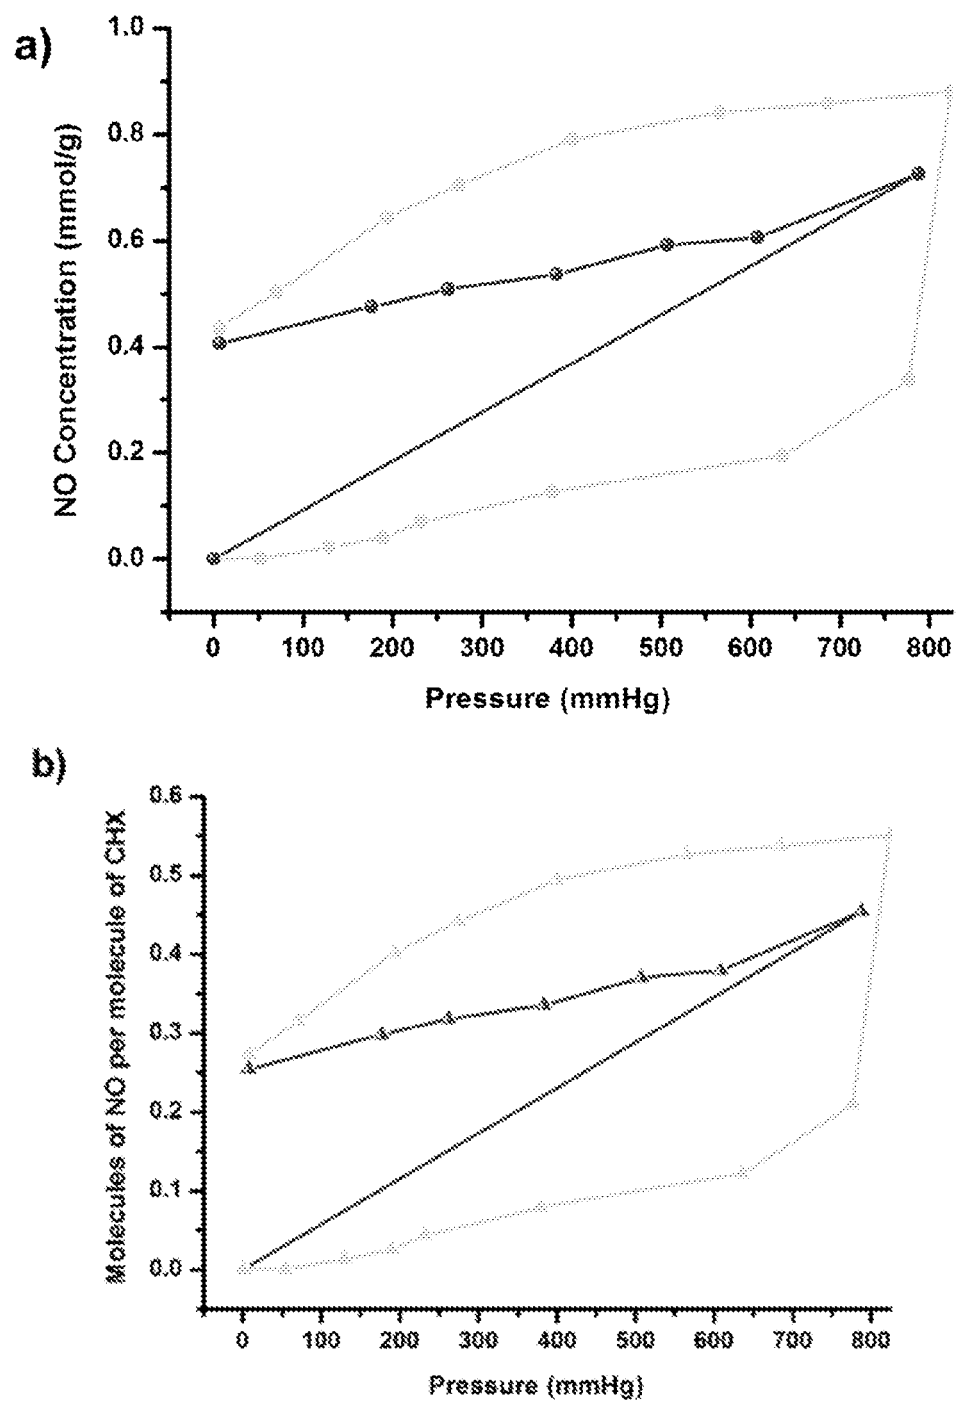 a)
NO Concentration (mmol/g)
1.0
0.8
0.6
0.4
0.2
0.0
0 100 200 300 400 500 600 700 800
Pressure (mmHg)
b)
Molecules of NO per molecule of CHX
0.6
0.5
0.4
0.3
0.2
0.1
0.0
0 100 200 300 400 500 600 700 800
Pressure (mmHg)